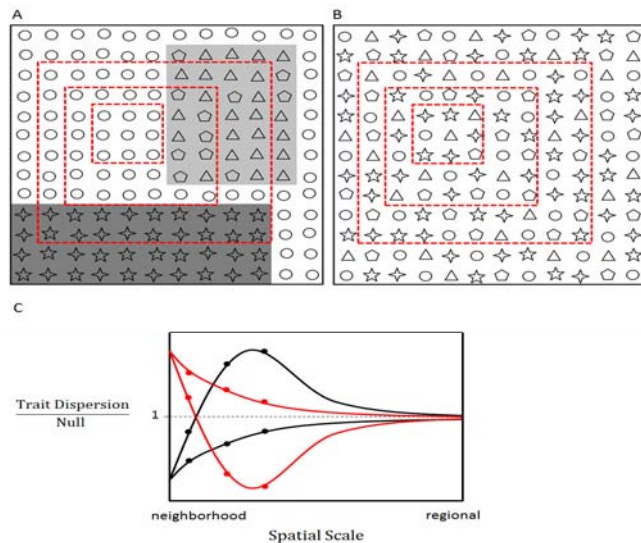 A
B
C
Trait Dispersion
Null
1
neighborhood
regional
Spatial Scale